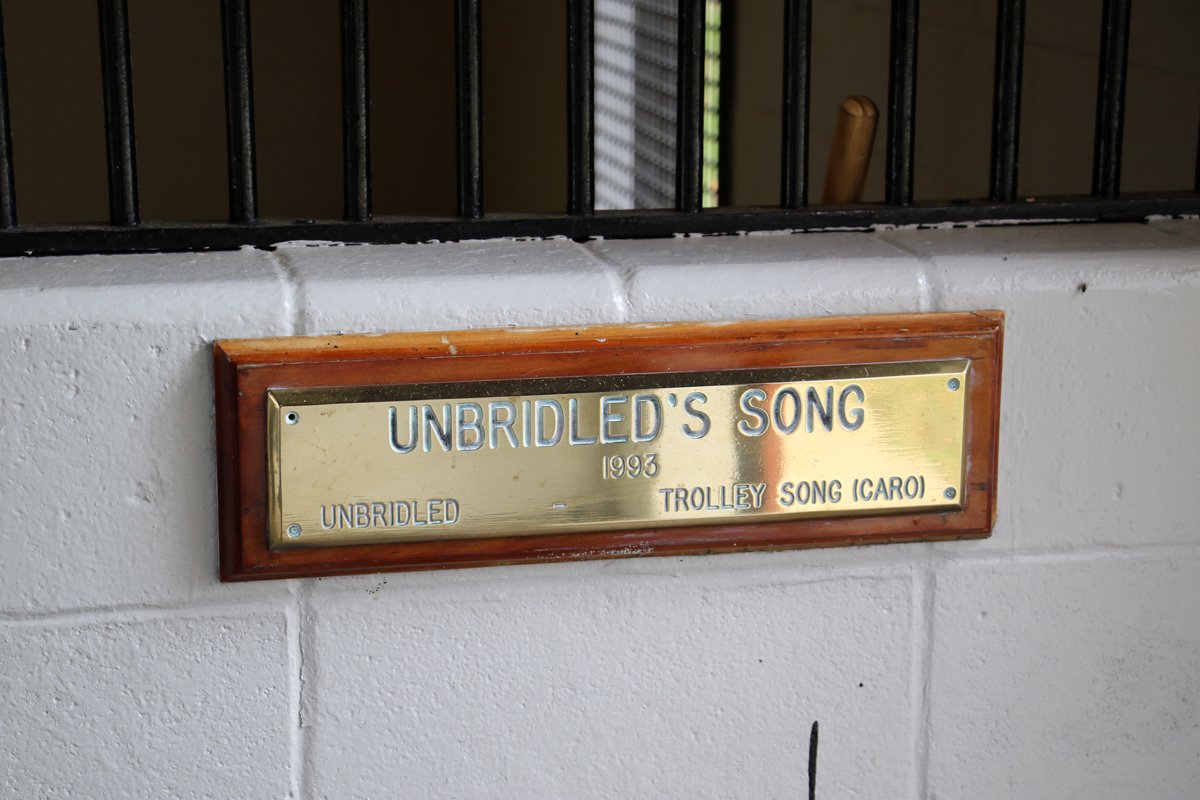 UNBRIDLED'S SONG
1993
UNBRIDLED - TROLLEY SONG (CARO)